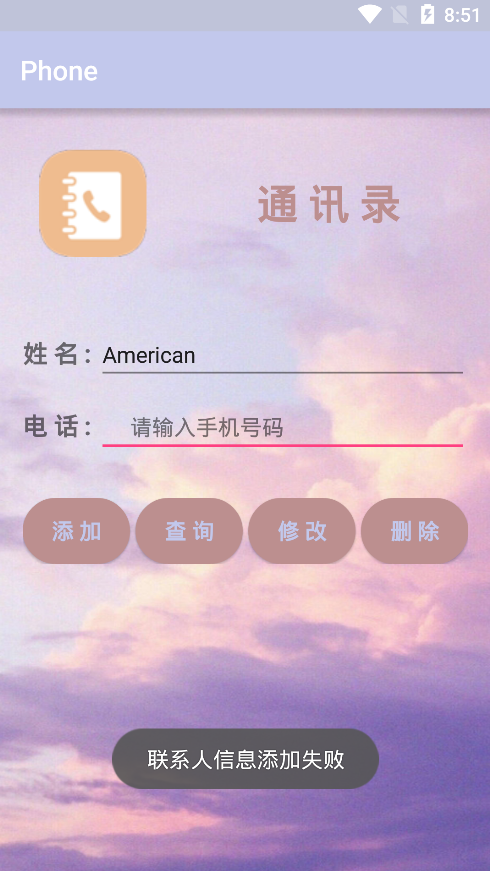 8:51
Phone
通讯录
姓名: American
电话: 请输入手机号码
添加 查询 修改 删除
联系人信息添加失败